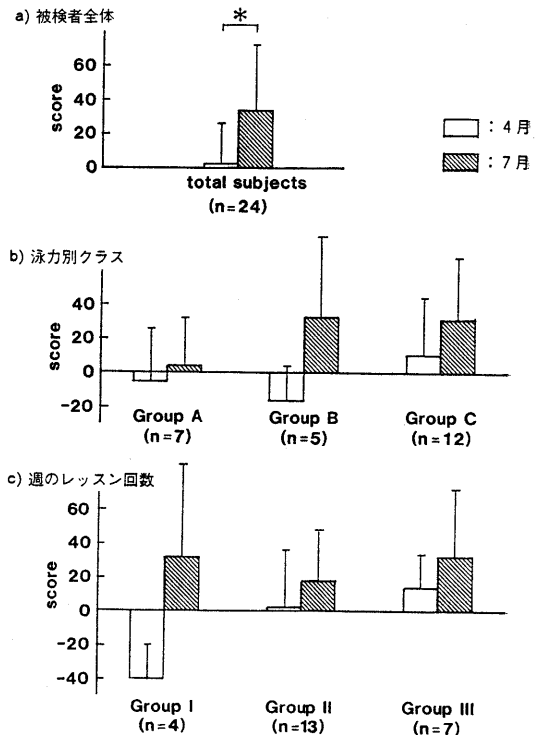 a) 被検者全体
*
60
40
20
0
score
total subjects
(n=24)
: 4月
: 7月
b) 泳力別クラス
40
20
0
-20
score
Group A
(n=7)
Group B
(n=5)
Group C
(n=12)
c) 週のレッスン回数
60
40
20
0
-20
-40
score
Group I
(n=4)
Group II
(n=13)
Group III
(n=7)